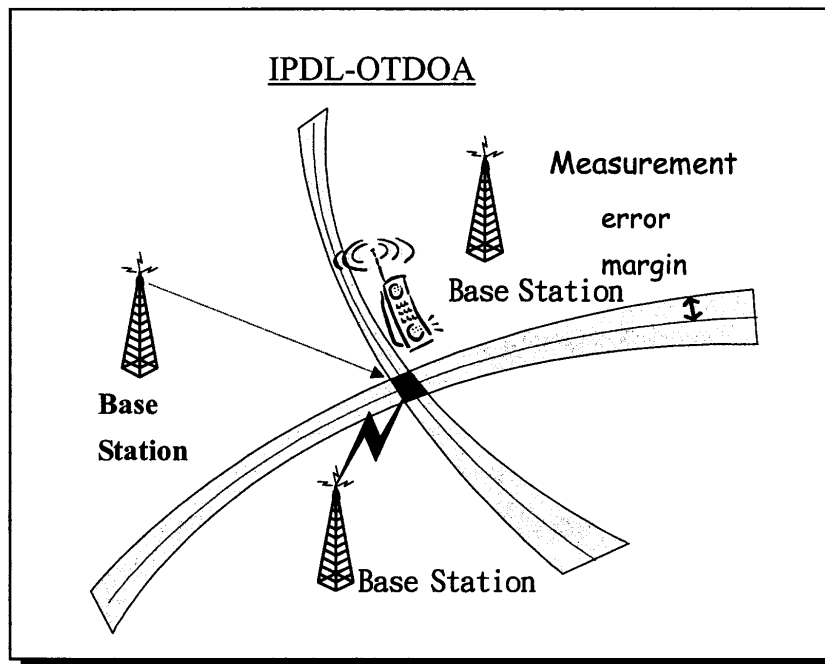 IPDL-OTDOA
Measurement
error
margin
Base Station
Base
Station
Base Station